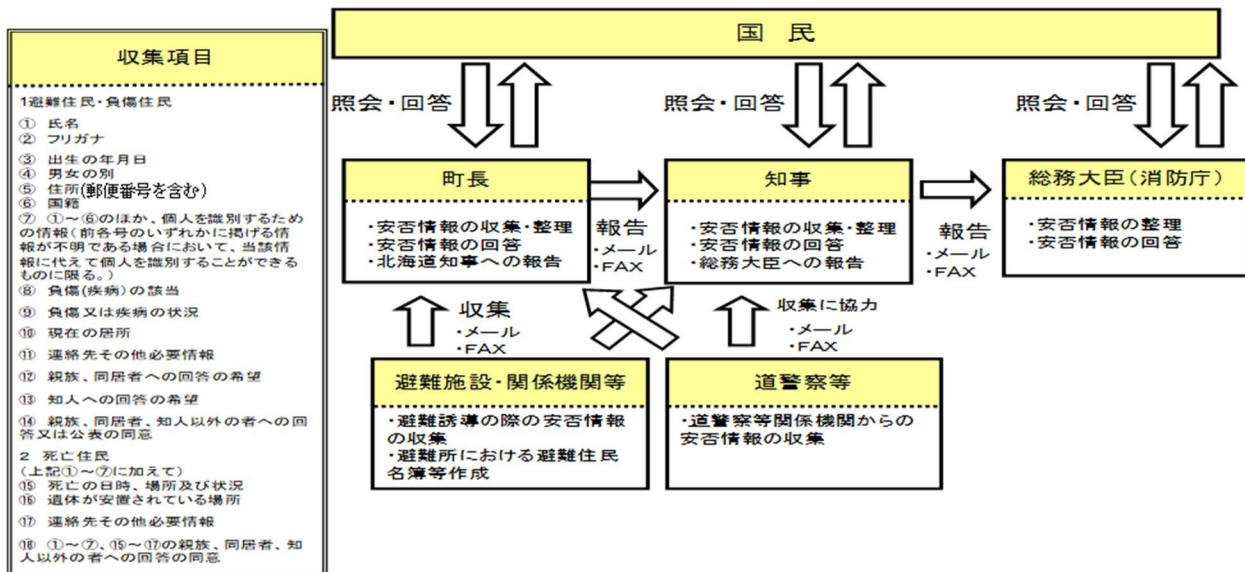 収集項目
1避難住民・負傷住民
① 氏名
② フリガナ
③ 出生の年月日
④ 男女の別
⑤ 住所(郵便番号を含む)
⑥ 国籍
⑦ ①～⑥のほか、個人を識別するため
の情報(前各号のいずれかに掲げる情
報が不明である場合において、当該情
報に代えて個人を識別することができる
ものに限る。)
⑧ 負傷(疾病)の該当
⑨ 負傷又は疾病の状況
⑩ 現在の居所
⑪ 連絡先その他必要情報
⑫ 親族、同居者への回答の希望
⑬ 知人への回答の希望
⑭ 親族、同居者、知人以外の者への回
答又は公表の同意
2 死亡住民
(上記①～⑦に加えて)
⑮ 死亡の日時、場所及び状況
⑯ 遺体が安置されている場所
⑰ 連絡先その他必要情報
⑱ ①～⑦、⑮～⑰の親族、同居者、知
人以外の者への回答の同意
国 民
照会・回答
照会・回答
照会・回答
町長
・安否情報の収集・整理
・安否情報の回答
・北海道知事への報告
報告
・メール
・FAX
知事
・安否情報の収集・整理
・安否情報の回答
・総務大臣への報告
報告
・メール
・FAX
総務大臣(消防庁)
・安否情報の整理
・安否情報の回答
収集
・メール
・FAX
収集に協力
・メール
・FAX
避難施設・関係機関等
・避難誘導の際の安否情報
の収集
・避難所における避難住民
名簿等作成
道警察等
・道警察等関係機関からの
安否情報の収集